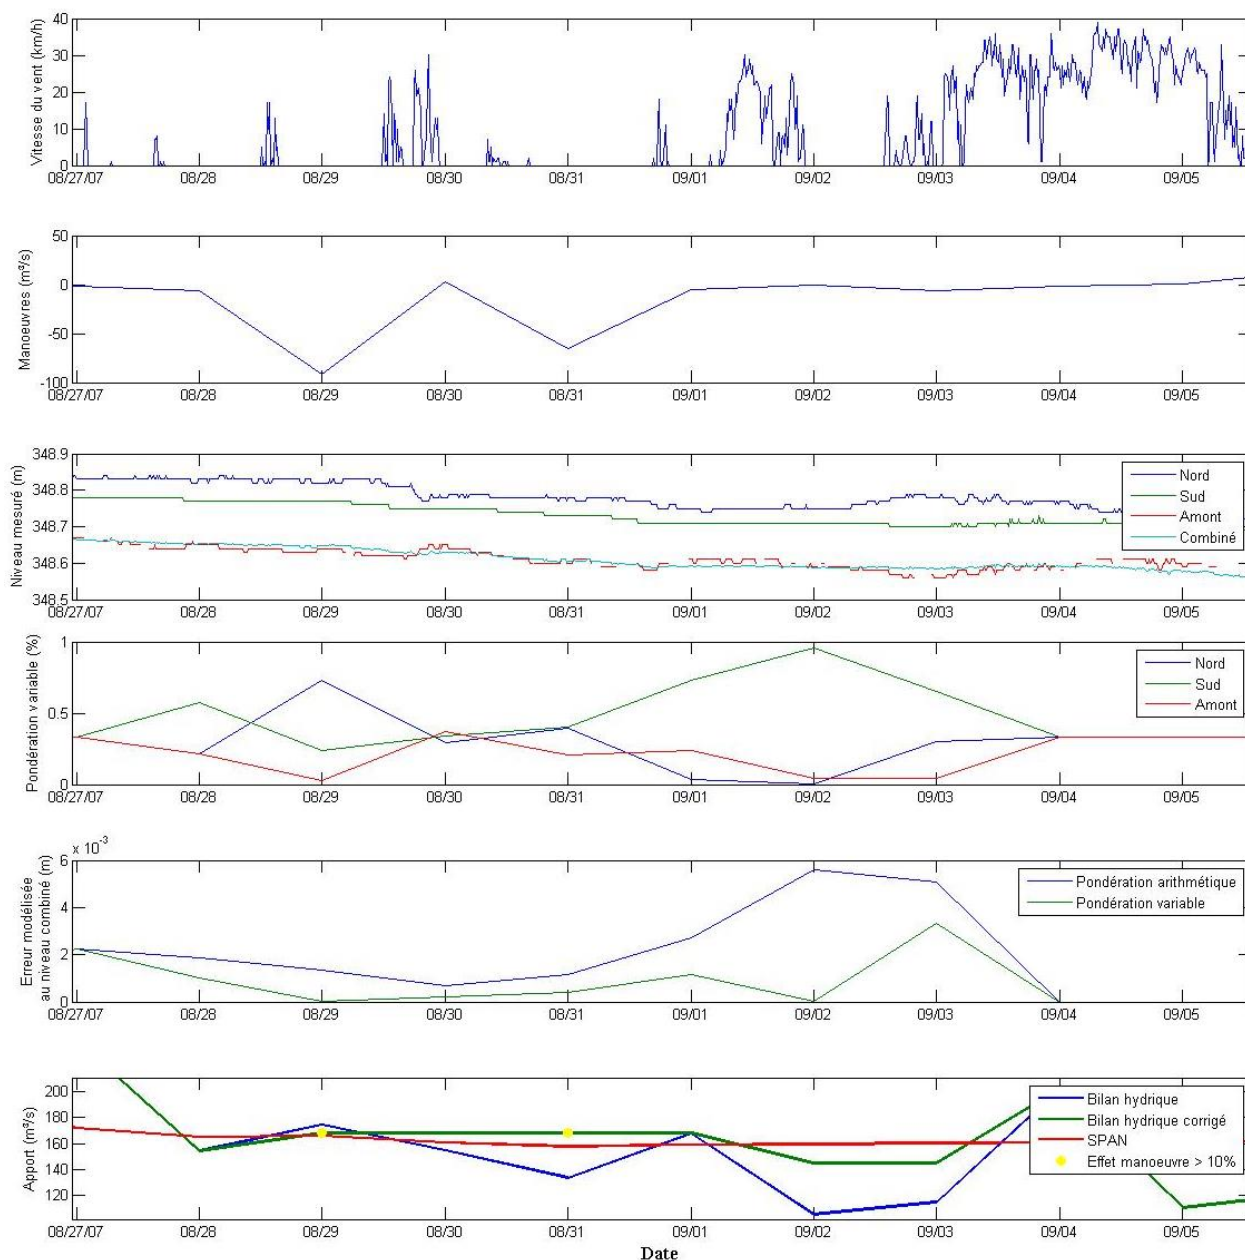 Vitesse du vent (km/h)
40
30
20
10
0
08/27/07 08/28 08/29 08/30 08/31 09/01 09/02 09/03 09/04 09/05
Manoeuvres (m³/s)
50
0
-50
-100
08/27/07 08/28 08/29 08/30 08/31 09/01 09/02 09/03 09/04 09/05
Niveau mesuré (m)
348.9
348.8
348.7
348.6
348.5
Nord
Sud
Amont
Combiné
08/27/07 08/28 08/29 08/30 08/31 09/01 09/02 09/03 09/04 09/05
Pondération variable (%)
1
0.5
0
Nord
Sud
Amont
08/27/07 08/28 08/29 08/30 08/31 09/01 09/02 09/03 09/04 09/05
Erreur modélisée
au niveau combiné (m)
x 10⁻³
6
4
2
0
Pondération arithmétique
Pondération variable
08/27/07 08/28 08/29 08/30 08/31 09/01 09/02 09/03 09/04 09/05
Apport (m³/s)
200
180
160
140
120
Bilan hydrique
Bilan hydrique corrigé
SPAN
Effet manoeuvre > 10%
08/27/07 08/28 08/29 08/30 08/31 09/01 09/02 09/03 09/04 09/05
Date